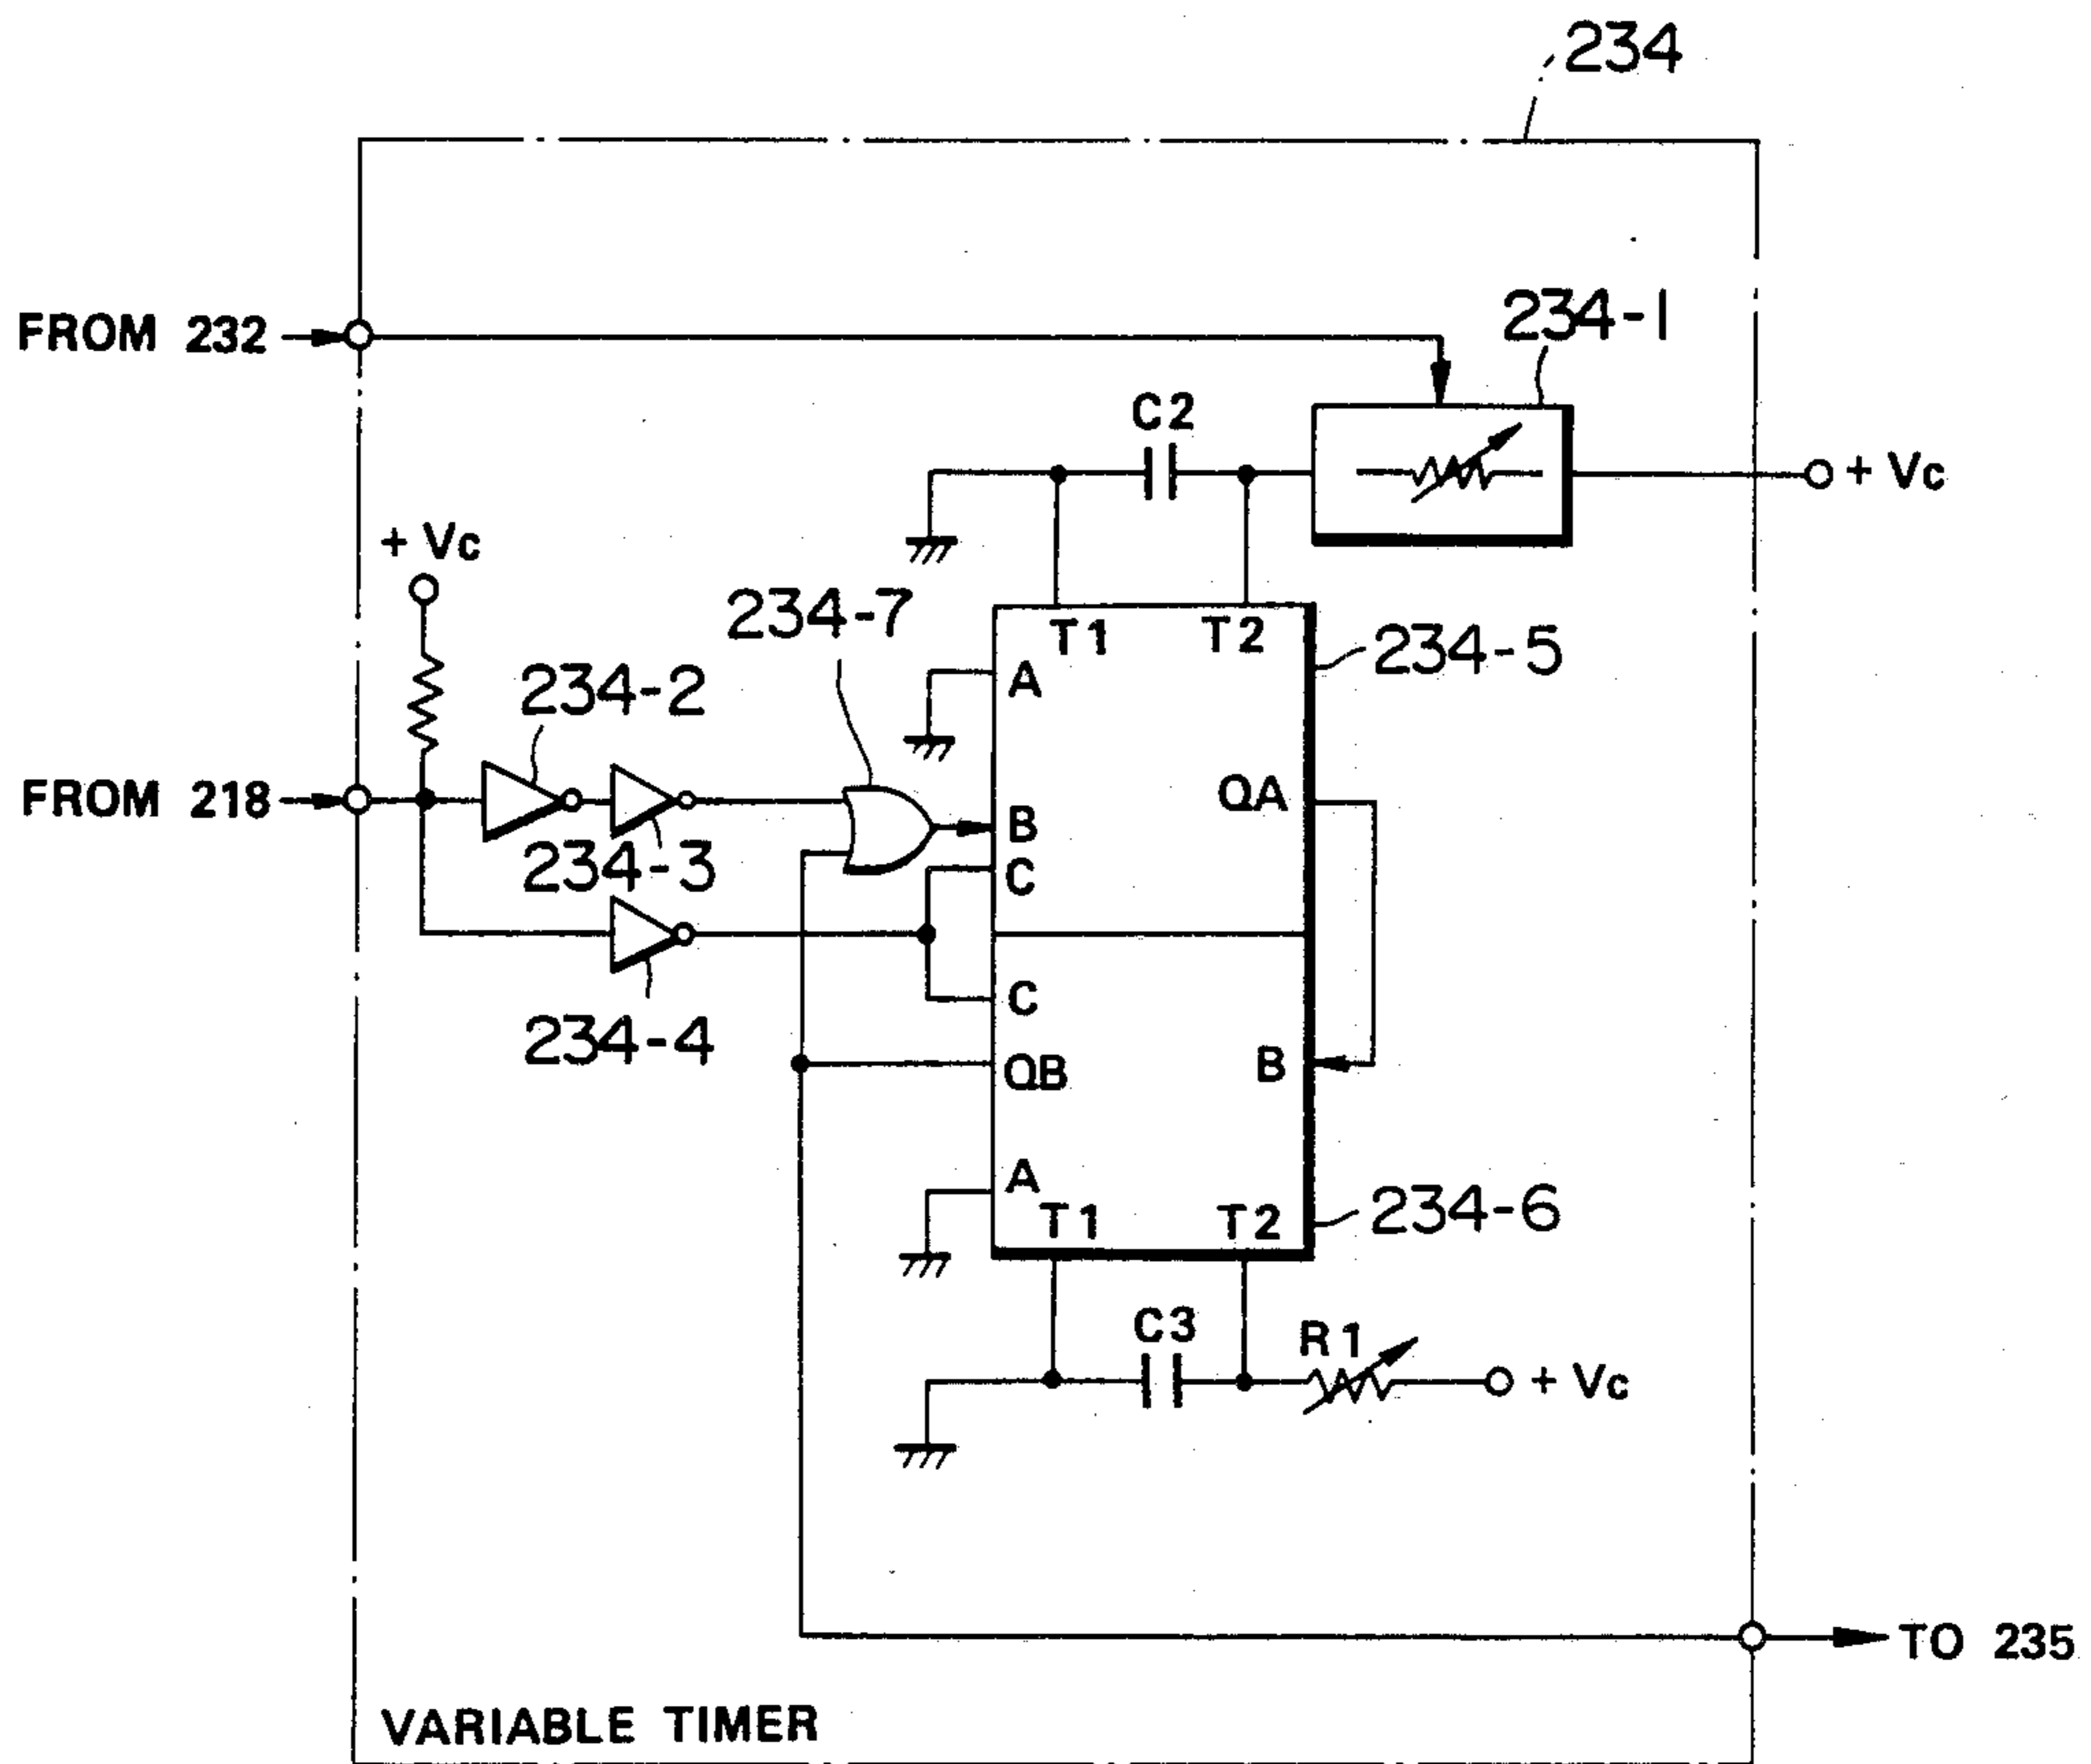 234
FROM 232
234-1
C2
+ Vc
+ Vc
234-7
T1 T2
234-5
A
234-2
FROM 218
QA
B
234-3
C
C
234-4
QB
B
A
T1 T2
234-6
C3
R1
+ Vc
TO 235
VARIABLE TIMER